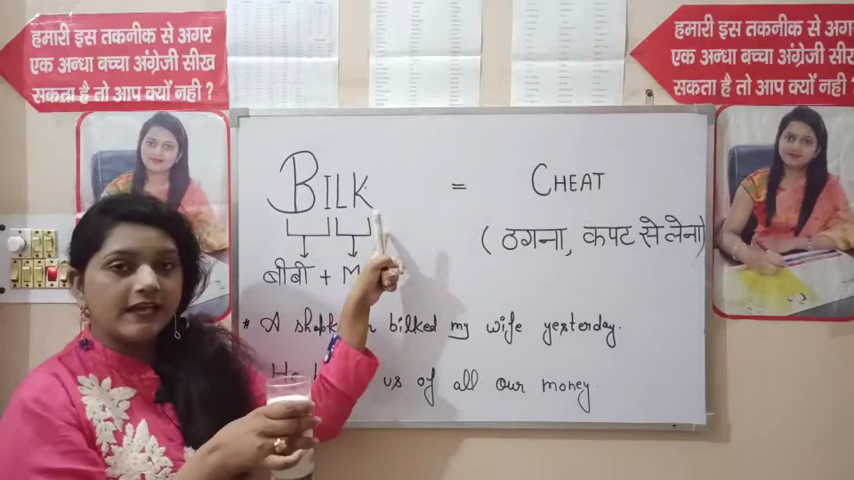 हमारी इस तकनीक से अगर
एक अन्धा बच्चा अंग्रेजी सीख
सकता है तो आप क्यों नहीं ?
हमारी इस तकनीक से अगर
एक अन्धा बच्चा अंग्रेजी सीख
सकता है तो आप क्यों नहीं ?
BILK = CHEAT
(ठगना, कपट से लेना)
बीबी + M
* A bilked my wife yesterday.
us of all our money.